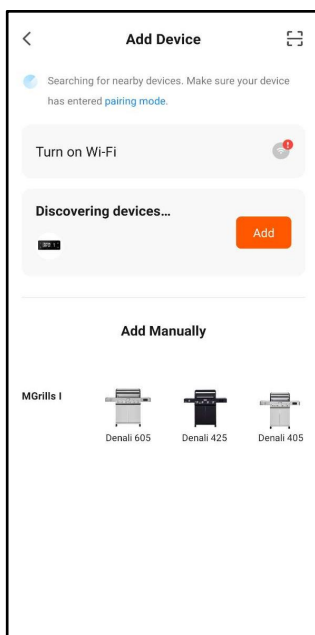 Add Device
Searching for nearby devices. Make sure your device
has entered pairing mode.
Turn on Wi-Fi
Discovering devices...
Add
Add Manually
MGrills I
Denali 605
Denali 425
Denali 405